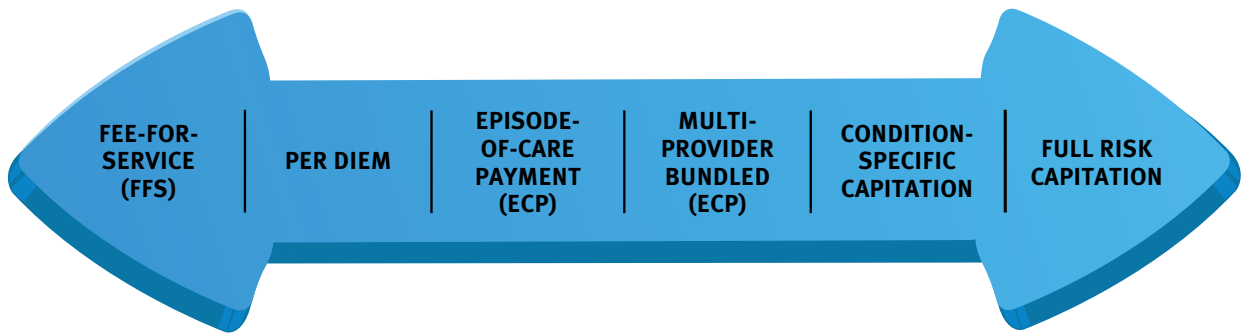 FEE-FOR-
SERVICE
(FFS)
PER DIEM
EPISODE-
OF-CARE
PAYMENT
(ECP)
MULTI-
PROVIDER
BUNDLED
(ECP)
CONDITION-
SPECIFIC
CAPITATION
FULL RISK
CAPITATION